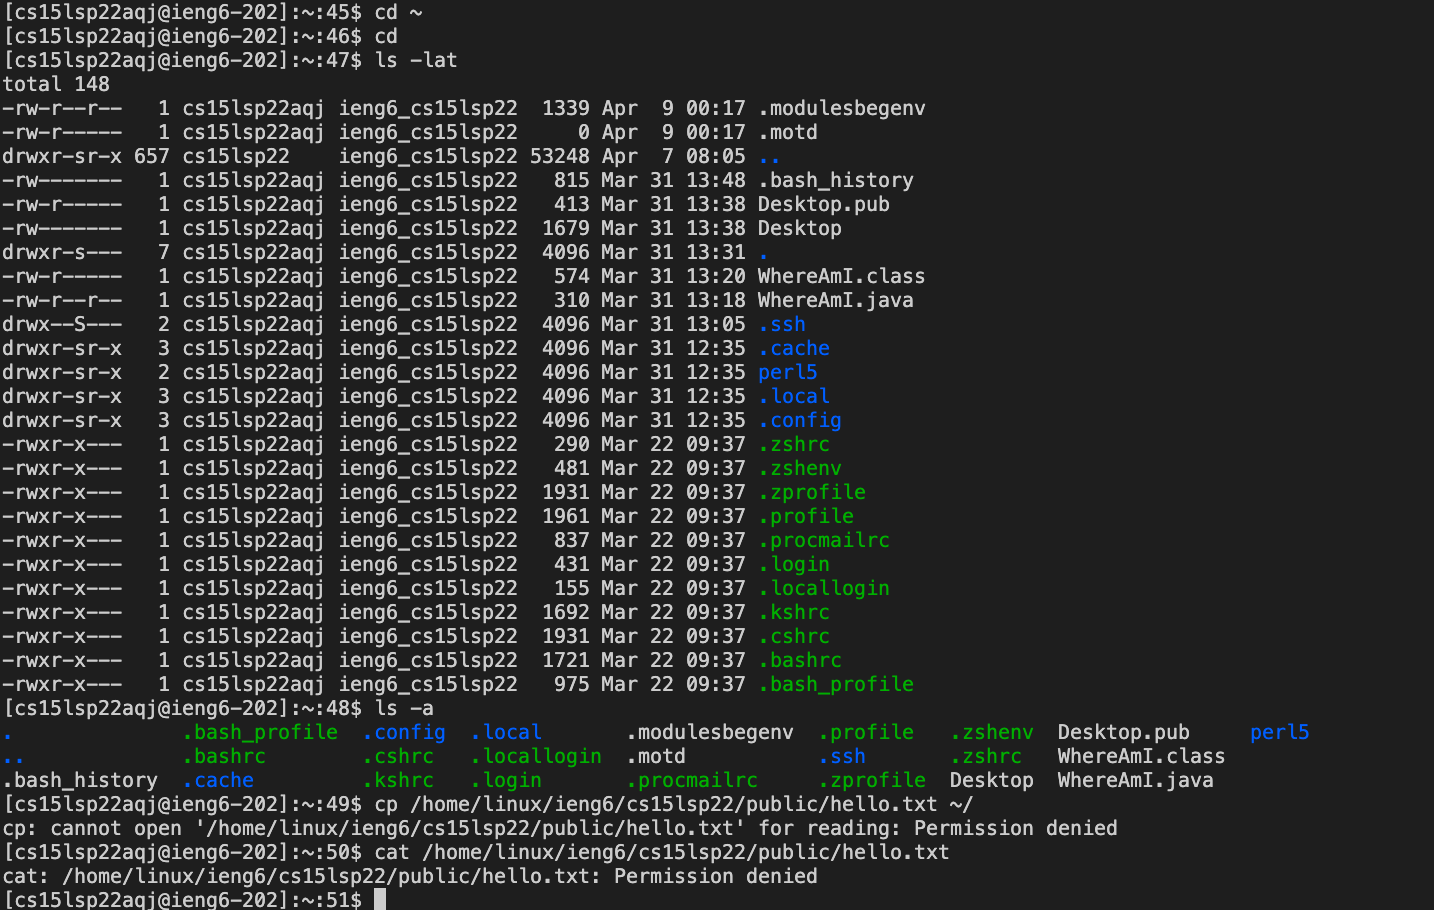 [cs15lsp22aqj@ieng6-202]:~:45$ cd ~
[cs15lsp22aqj@ieng6-202]:~:46$ cd
[cs15lsp22aqj@ieng6-202]:~:47$ ls -lat
total 148
-rw-r--r--   1 cs15lsp22aqj ieng6_cs15lsp22  1339 Apr  9 00:17 .modulesbegenv
-rw-r-----   1 cs15lsp22aqj ieng6_cs15lsp22     0 Apr  9 00:17 .motd
drwxr-sr-x 657 cs15lsp22    ieng6_cs15lsp22 53248 Apr  7 08:05 ..
-rw-------   1 cs15lsp22aqj ieng6_cs15lsp22   815 Mar 31 13:48 .bash_history
-rw-r-----   1 cs15lsp22aqj ieng6_cs15lsp22   413 Mar 31 13:38 Desktop.pub
-rw-------   1 cs15lsp22aqj ieng6_cs15lsp22  1679 Mar 31 13:38 Desktop
drwxr-s---   7 cs15lsp22aqj ieng6_cs15lsp22  4096 Mar 31 13:31 .
-rw-r-----   1 cs15lsp22aqj ieng6_cs15lsp22   574 Mar 31 13:20 WhereAmI.class
-rw-r--r--   1 cs15lsp22aqj ieng6_cs15lsp22   310 Mar 31 13:18 WhereAmI.java
drwx--S---   2 cs15lsp22aqj ieng6_cs15lsp22  4096 Mar 31 13:05 .ssh
drwxr-sr-x   3 cs15lsp22aqj ieng6_cs15lsp22  4096 Mar 31 12:35 .cache
drwxr-sr-x   2 cs15lsp22aqj ieng6_cs15lsp22  4096 Mar 31 12:35 perl5
drwxr-sr-x   3 cs15lsp22aqj ieng6_cs15lsp22  4096 Mar 31 12:35 .local
drwxr-sr-x   3 cs15lsp22aqj ieng6_cs15lsp22  4096 Mar 31 12:35 .config
-rwxr-x---   1 cs15lsp22aqj ieng6_cs15lsp22   290 Mar 22 09:37 .zshrc
-rwxr-x---   1 cs15lsp22aqj ieng6_cs15lsp22   481 Mar 22 09:37 .zshenv
-rwxr-x---   1 cs15lsp22aqj ieng6_cs15lsp22  1931 Mar 22 09:37 .zprofile
-rwxr-x---   1 cs15lsp22aqj ieng6_cs15lsp22  1961 Mar 22 09:37 .profile
-rwxr-x---   1 cs15lsp22aqj ieng6_cs15lsp22   837 Mar 22 09:37 .procmailrc
-rwxr-x---   1 cs15lsp22aqj ieng6_cs15lsp22   431 Mar 22 09:37 .login
-rwxr-x---   1 cs15lsp22aqj ieng6_cs15lsp22   155 Mar 22 09:37 .locallogin
-rwxr-x---   1 cs15lsp22aqj ieng6_cs15lsp22  1692 Mar 22 09:37 .kshrc
-rwxr-x---   1 cs15lsp22aqj ieng6_cs15lsp22  1931 Mar 22 09:37 .cshrc
-rwxr-x---   1 cs15lsp22aqj ieng6_cs15lsp22  1721 Mar 22 09:37 .bashrc
-rwxr-x---   1 cs15lsp22aqj ieng6_cs15lsp22   975 Mar 22 09:37 .bash_profile
[cs15lsp22aqj@ieng6-202]:~:48$ ls -a
.              .bash_profile  .config  .local       .modulesbegenv  .profile   .zshenv  Desktop.pub     perl5
..             .bashrc        .cshrc   .locallogin  .motd           .ssh       .zshrc   WhereAmI.class
.bash_history  .cache         .kshrc   .login       .procmailrc     .zprofile  Desktop  WhereAmI.java
[cs15lsp22aqj@ieng6-202]:~:49$ cp /home/linux/ieng6/cs15lsp22/public/hello.txt ~/
cp: cannot open '/home/linux/ieng6/cs15lsp22/public/hello.txt' for reading: Permission denied
[cs15lsp22aqj@ieng6-202]:~:50$ cat /home/linux/ieng6/cs15lsp22/public/hello.txt
cat: /home/linux/ieng6/cs15lsp22/public/hello.txt: Permission denied
[cs15lsp22aqj@ieng6-202]:~:51$